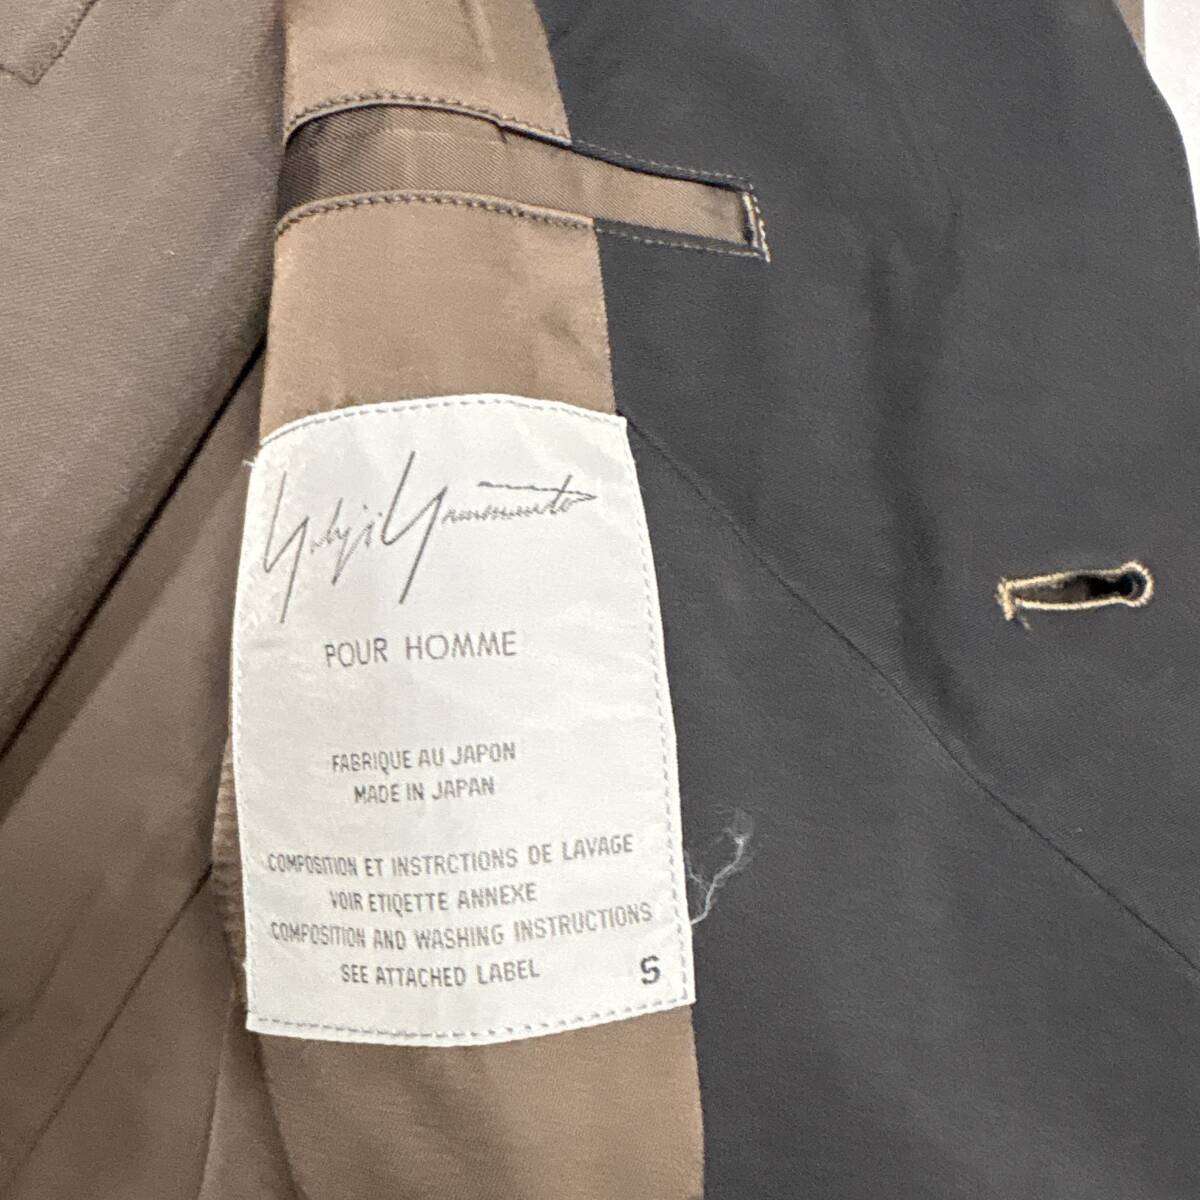 Yohji Yamamoto
POUR HOMME
FABRIQUE AU JAPON
MADE IN JAPAN
COMPOSITION ET INSTRCTIONS DE LAVAGE
VOIR ETIQETTE ANNEXE
COMPOSITION AND WASHING INSTRUCTIONS
SEE ATTACHED LABEL
S